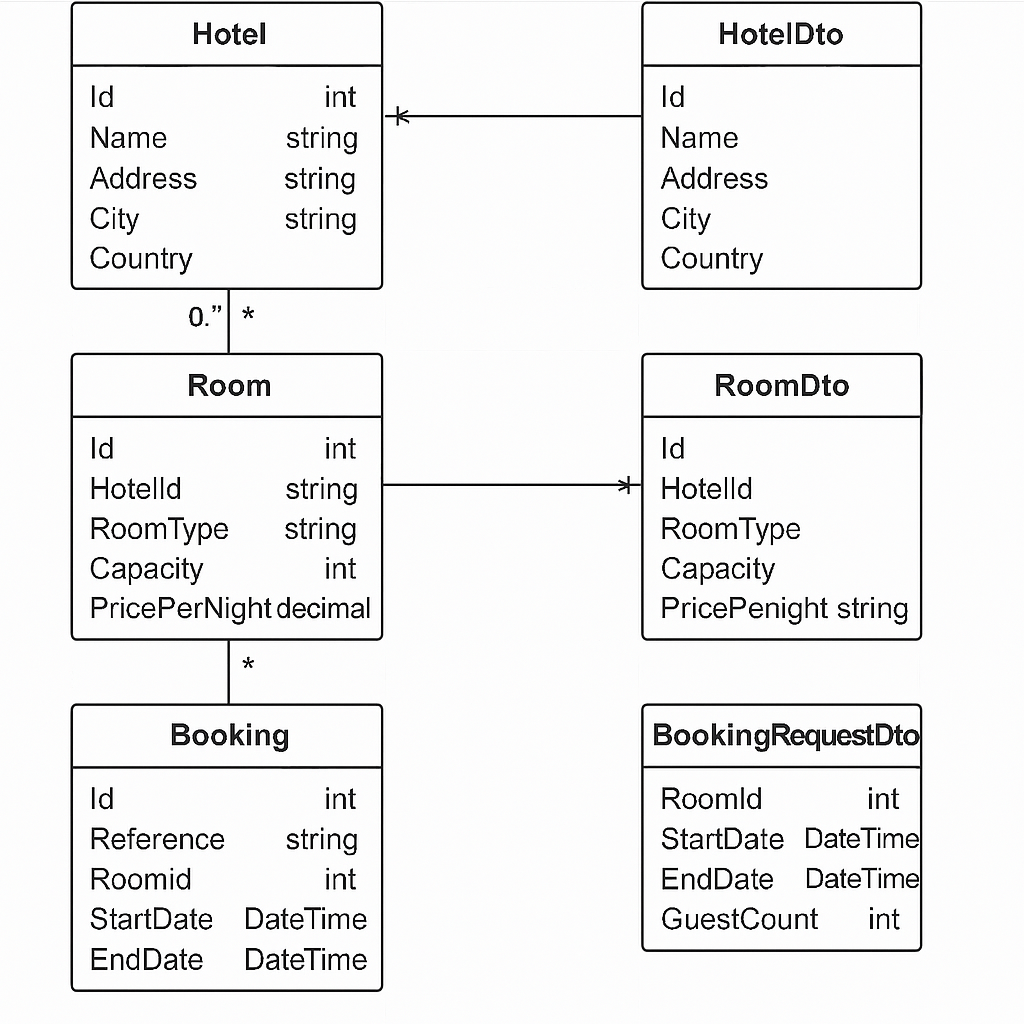 Hotel
Id int
Name string
Address string
City string
Country
HotelDto
Id
Name
Address
City
Country
0.” *
Room
Id int
HotelId string
RoomType string
Capacity int
PricePerNight decimal
RoomDto
Id
HotelId
RoomType
Capacity
PricePenight string
*
Booking
Id int
Reference string
Roomid int
StartDate DateTime
EndDate DateTime
BookingRequestDto
RoomId int
StartDate DateTime
EndDate DateTime
GuestCount int